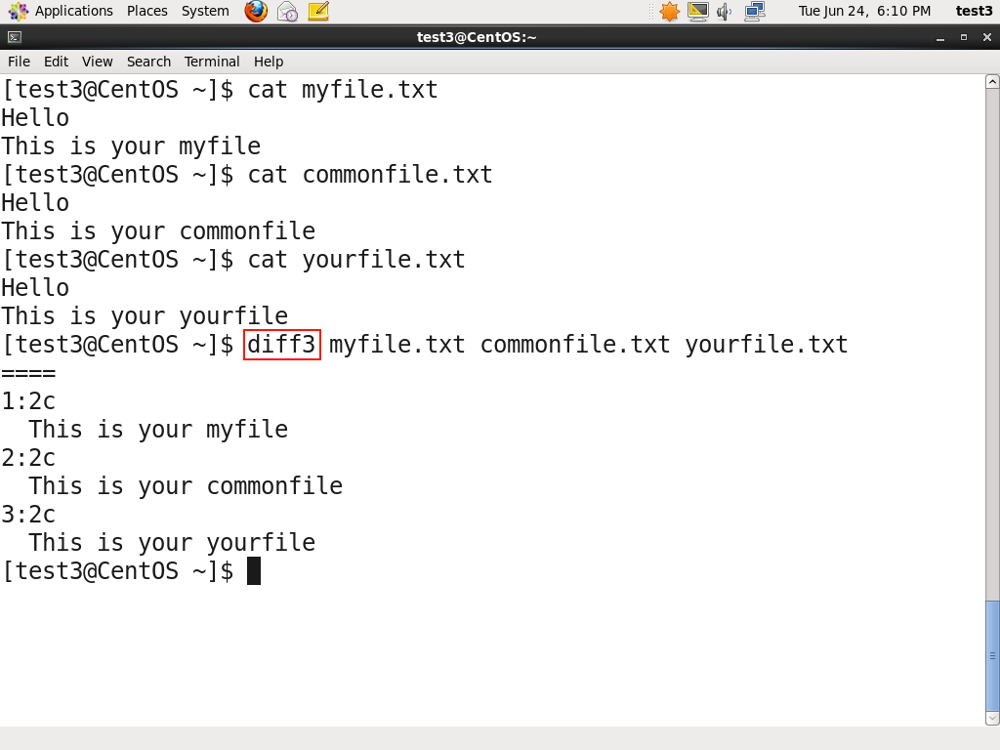 Applications Places System Tue Jun 24, 6:10 PM test3
test3@CentOS:~
File Edit View Search Terminal Help
[test3@CentOS ~]$ cat myfile.txt
Hello
This is your myfile
[test3@CentOS ~]$ cat commonfile.txt
Hello
This is your commonfile
[test3@CentOS ~]$ cat yourfile.txt
Hello
This is your yourfile
[test3@CentOS ~]$ diff3 myfile.txt commonfile.txt yourfile.txt
====
1:2c
  This is your myfile
2:2c
  This is your commonfile
3:2c
  This is your yourfile
[test3@CentOS ~]$